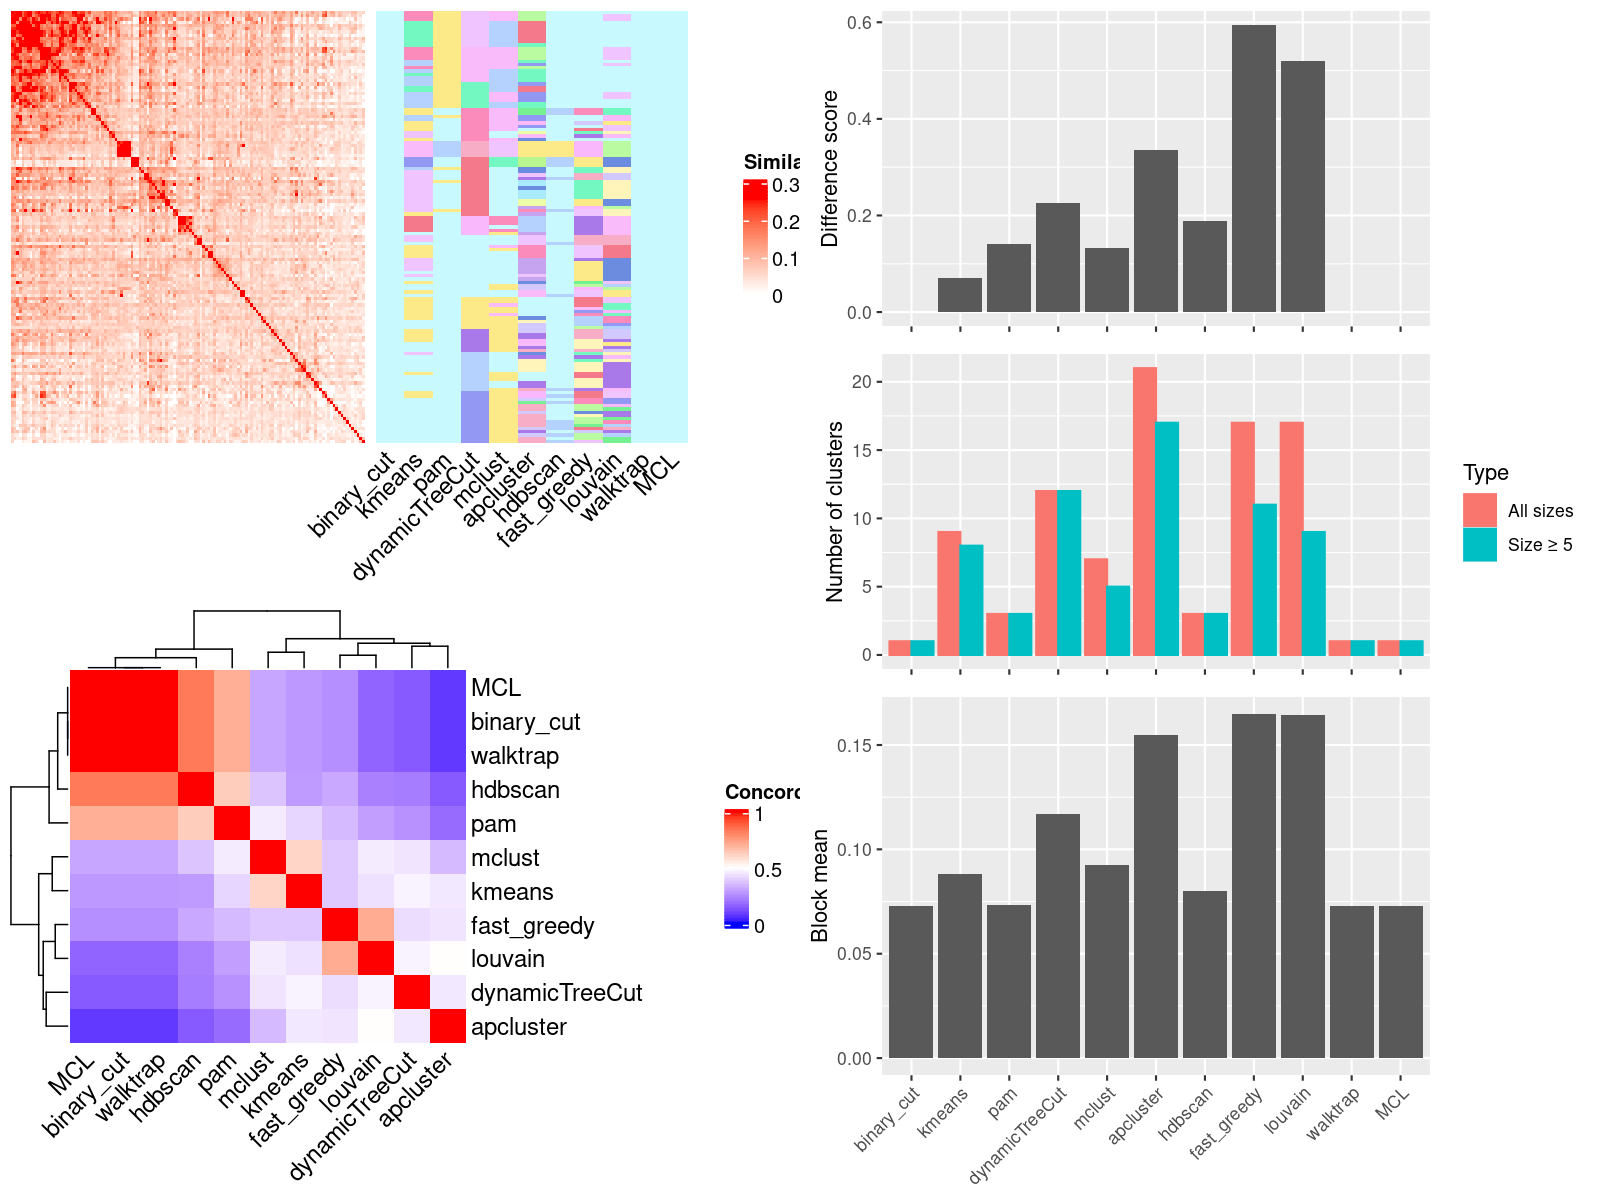 Simila
0.3
0.2
0.1
0
binary_cut
kmeans
pam
dynamicTreeCut
mclust
apcluster
hdbscan
fast_greedy
louvain
walktrap
MCL
Difference score
0.6
0.4
0.2
0.0
Number of clusters
20
15
10
5
0
Type
All sizes
Size ≥ 5
MCL
binary_cut
walktrap
hdbscan
pam
mclust
kmeans
fast_greedy
louvain
dynamicTreeCut
apcluster
MCL
binary_cut
walktrap
hdbscan
pam
mclust
kmeans
fast_greedy
louvain
dynamicTreeCut
apcluster
Concord
1
0.5
0
Block mean
0.15
0.10
0.05
0.00
binary_cut
kmeans
pam
dynamicTreeCut
mclust
apcluster
hdbscan
fast_greedy
louvain
walktrap
MCL